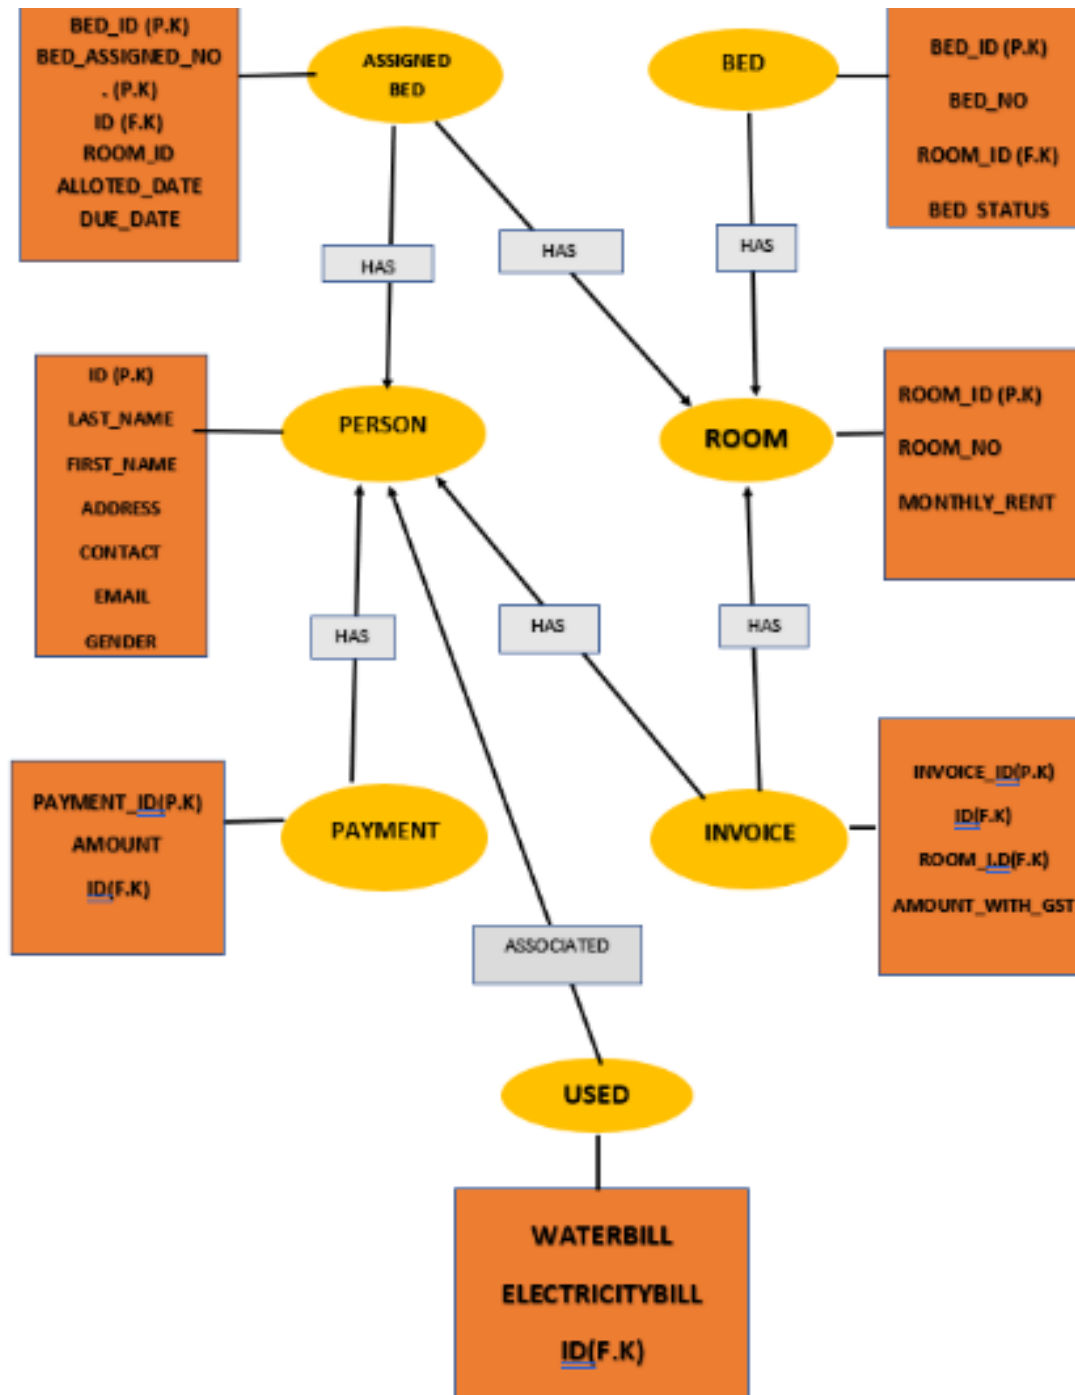 BED_ID (P.K)
BED_ASSIGNED_NO
. (P.K)
ID (F.K)
ROOM_ID
ALLOTED_DATE
DUE_DATE
ASSIGNED
BED
BED
BED_ID (P.K)
BED_NO
ROOM_ID (F.K)
BED STATUS
HAS
HAS
HAS
ID (P.K)
LAST_NAME
FIRST_NAME
ADDRESS
CONTACT
EMAIL
GENDER
PERSON
ROOM
ROOM_ID (P.K)
ROOM_NO
MONTHLY_RENT
HAS
HAS
HAS
PAYMENT_ID(P.K)
AMOUNT
ID(F.K)
PAYMENT
INVOICE
INVOICE_ID(P.K)
ID(F.K)
ROOM_I.D(F.K)
AMOUNT_WITH_GST
ASSOCIATED
USED
WATERBILL
ELECTRICITYBILL
ID(F.K)